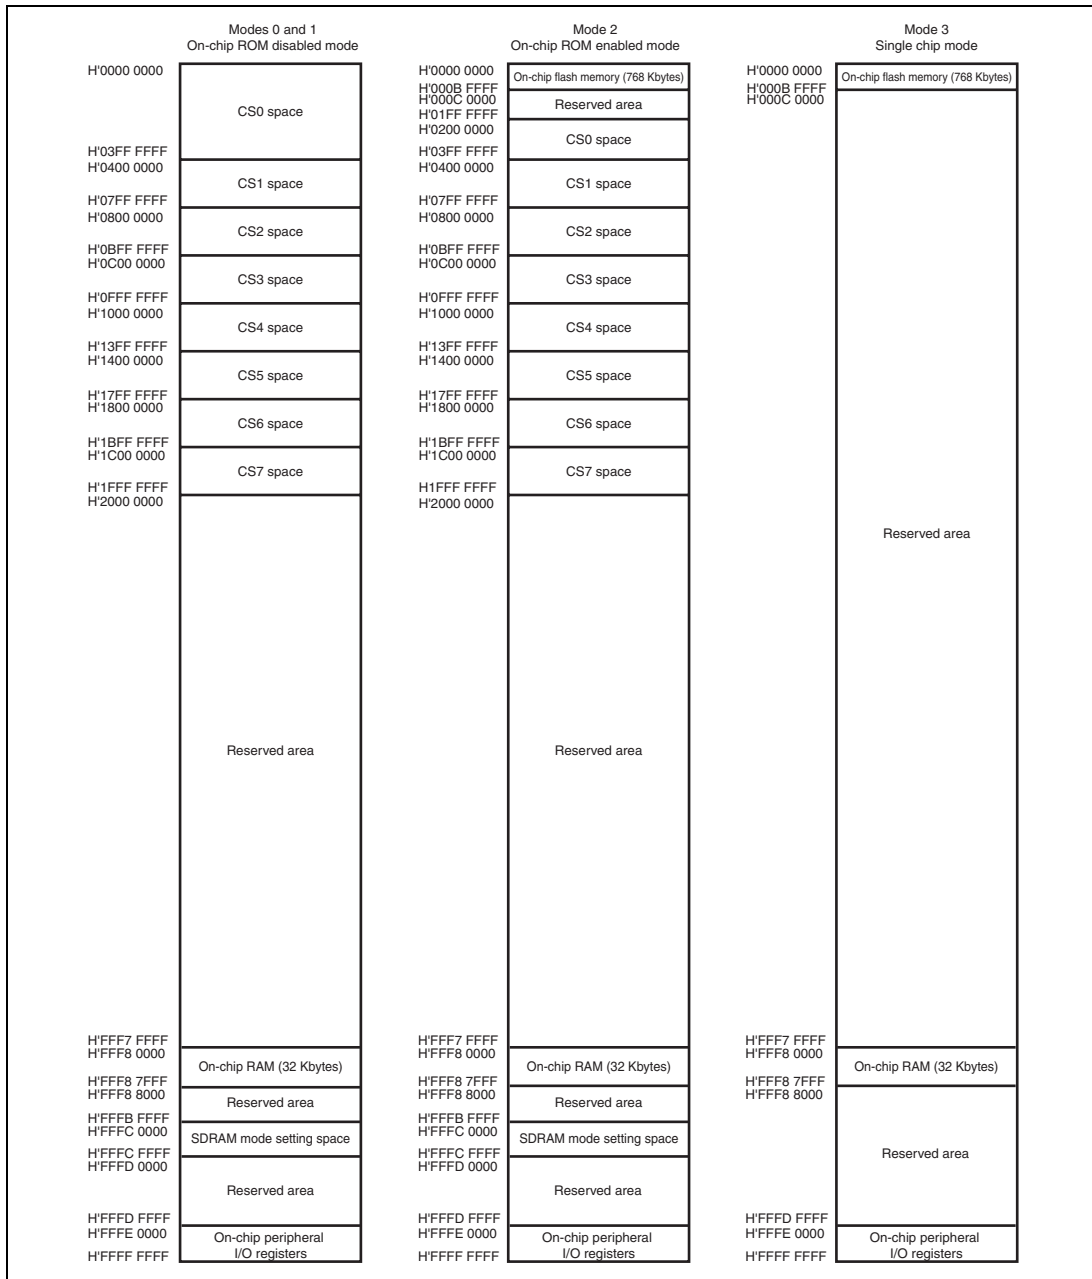 Modes 0 and 1
On-chip ROM disabled mode
H'0000 0000
CS0 space
H'03FF FFFF
H'0400 0000
CS1 space
H'07FF FFFF
H'0800 0000
CS2 space
H'0BFF FFFF
H'0C00 0000
CS3 space
H'0FFF FFFF
H'1000 0000
CS4 space
H'13FF FFFF
H'1400 0000
CS5 space
H'17FF FFFF
H'1800 0000
CS6 space
H'1BFF FFFF
H'1C00 0000
CS7 space
H'1FFF FFFF
H'2000 0000
Reserved area
H'FFF7 FFFF
H'FFF8 0000
On-chip RAM (32 Kbytes)
H'FFF8 7FFF
H'FFF8 8000
Reserved area
H'FFFB FFFF
H'FFFC 0000
SDRAM mode setting space
H'FFFC FFFF
H'FFFD 0000
Reserved area
H'FFFD FFFF
H'FFFE 0000
On-chip peripheral
I/O registers
H'FFFF FFFF
Mode 2
On-chip ROM enabled mode
H'0000 0000
On-chip flash memory (768 Kbytes)
H'000B FFFF
H'000C 0000
Reserved area
H'01FF FFFF
H'0200 0000
CS0 space
H'03FF FFFF
H'0400 0000
CS1 space
H'07FF FFFF
H'0800 0000
CS2 space
H'0BFF FFFF
H'0C00 0000
CS3 space
H'0FFF FFFF
H'1000 0000
CS4 space
H'13FF FFFF
H'1400 0000
CS5 space
H'17FF FFFF
H'1800 0000
CS6 space
H'1BFF FFFF
H'1C00 0000
CS7 space
H1FFF FFFF
H'2000 0000
Reserved area
H'FFF7 FFFF
H'FFF8 0000
On-chip RAM (32 Kbytes)
H'FFF8 7FFF
H'FFF8 8000
Reserved area
H'FFFB FFFF
H'FFFC 0000
SDRAM mode setting space
H'FFFC FFFF
H'FFFD 0000
Reserved area
H'FFFD FFFF
H'FFFE 0000
On-chip peripheral
I/O registers
H'FFFF FFFF
Mode 3
Single chip mode
H'0000 0000
On-chip flash memory (768 Kbytes)
H'000B FFFF
H'000C 0000
Reserved area
H'FFF7 FFFF
H'FFF8 0000
On-chip RAM (32 Kbytes)
H'FFF8 7FFF
H'FFF8 8000
Reserved area
H'FFFD FFFF
H'FFFE 0000
On-chip peripheral
I/O registers
H'FFFF FFFF